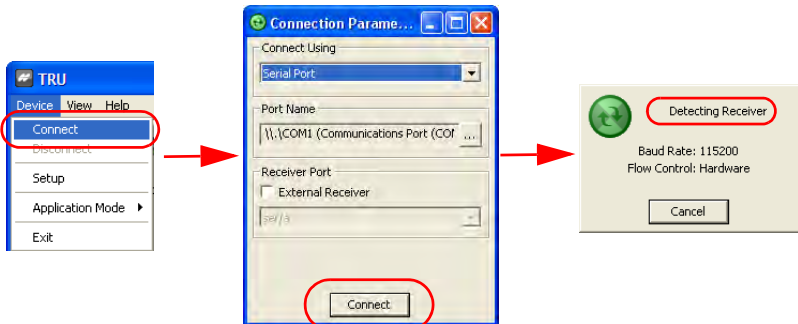 TRU
Device View Help
Connect
Disconnect
Setup
Application Mode
Exit
Connection Parame...
Connect Using
Serial Port
Port Name
\\.\COM1 (Communications Port (COM
...
Receiver Port
External Receiver
ser/a
Connect
Detecting Receiver
Baud Rate: 115200
Flow Control: Hardware
Cancel